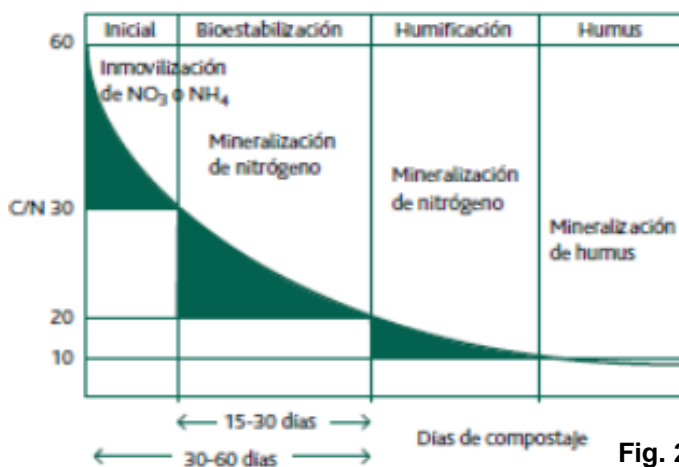 Inicial Bioestabilización Humificación Humus
60
Inmovilización
de NO3 o NH4
Mineralización
de nitrógeno
Mineralización
de nitrógeno
C/N 30
Mineralización
de humus
20
10
15-30 días
Días de compostaje
30-60 días
Fig. 2